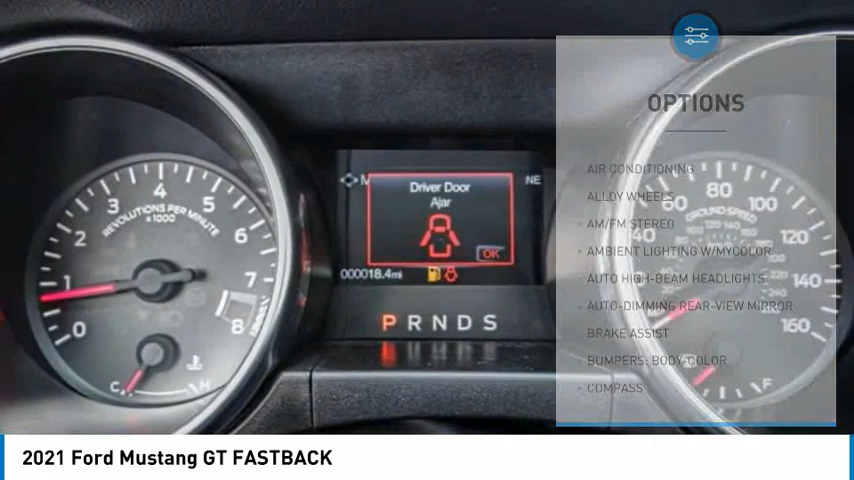 4
3
5
REVOLUTIONS PER MINUTE
x1000
2
6
1
7
0
8
C
H
NE
Driver Door
Ajar
OK
000018.4mi
P R N D S
OPTIONS
AIR CONDITIONING
ALLOY WHEELS
AM/FM STEREO
AMBIENT LIGHTING W/MYCOLOR
AUTO HIGH-BEAM HEADLIGHTS
AUTO-DIMMING REAR-VIEW MIRROR
BRAKE ASSIST
BUMPERS: BODY-COLOR
COMPASS
80
60
100
GROUND SPEED
40
120
140
160
F
2021 Ford Mustang GT FASTBACK